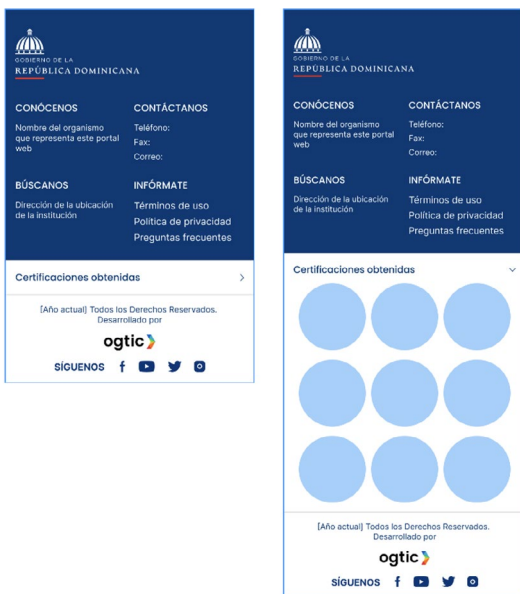 GOBIERNO DE LA
REPÚBLICA DOMINICANA
CONÓCENOS
Nombre del organismo
que representa este portal
web
CONTÁCTANOS
Teléfono:
Fax:
Correo:
BÚSCANOS
Dirección de la ubicación
de la institución
INFÓRMATE
Términos de uso
Política de privacidad
Preguntas frecuentes
Certificaciones obtenidas
[Año actual] Todos los Derechos Reservados.
Desarrollado por
ogtic
SÍGUENOS
GOBIERNO DE LA
REPÚBLICA DOMINICANA
CONÓCENOS
Nombre del organismo
que representa este portal
web
CONTÁCTANOS
Teléfono:
Fax:
Correo:
BÚSCANOS
Dirección de la ubicación
de la institución
INFÓRMATE
Términos de uso
Política de privacidad
Preguntas frecuentes
Certificaciones obtenidas
[Año actual] Todos los Derechos Reservados.
Desarrollado por
ogtic
SÍGUENOS